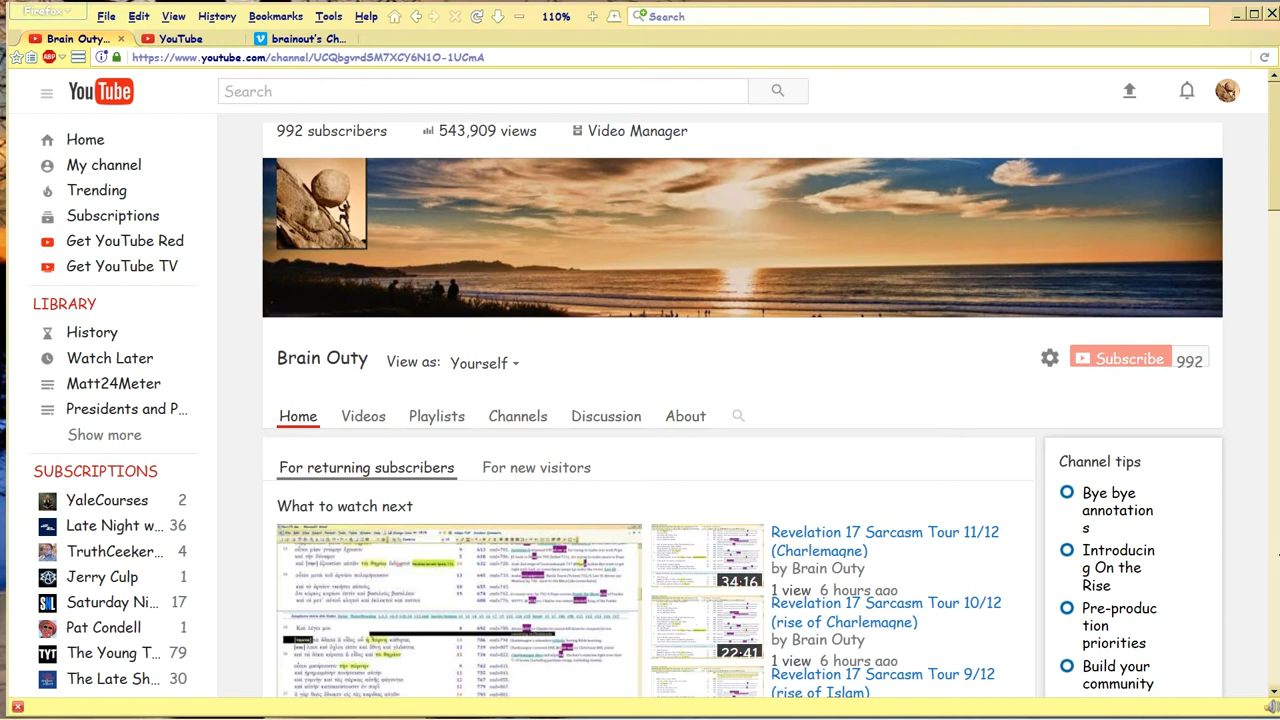 Firefox
File Edit View History Bookmarks Tools Help 110% Search
Brain Outy... YouTube brainout's Ch...
ABP https://www.youtube.com/channel/UCQbgvrdSM7XCY6N1O-1UCmA
YouTube Search
992 subscribers 543,909 views Video Manager
Home
My channel
Trending
Subscriptions
Get YouTube Red
Get YouTube TV
LIBRARY
History
Watch Later
Matt24Meter
Presidents and P...
Show more
SUBSCRIPTIONS
YaleCourses 2
Late Night w... 36
TruthCeeker... 4
Jerry Culp 1
Saturday Ni... 17
Pat Condell 1
TYT The Young T... 79
The Late Sh... 30
Brain Outy View as: Yourself Subscribe 992
Home Videos Playlists Channels Discussion About
For returning subscribers For new visitors
What to watch next
34:16
Revelation 17 Sarcasm Tour 11/12
(Charlemagne)
by Brain Outy
22:41
Revelation 17 Sarcasm Tour 10/12
(rise of Charlemagne)
by Brain Outy
1 view 6 hours ago
Revelation 17 Sarcasm Tour 9/12
(rise of Islam)
Channel tips
Bye bye
annotation
s
Introducin
g On the
Rise
Pre-produc
tion
priorities
Build your
community